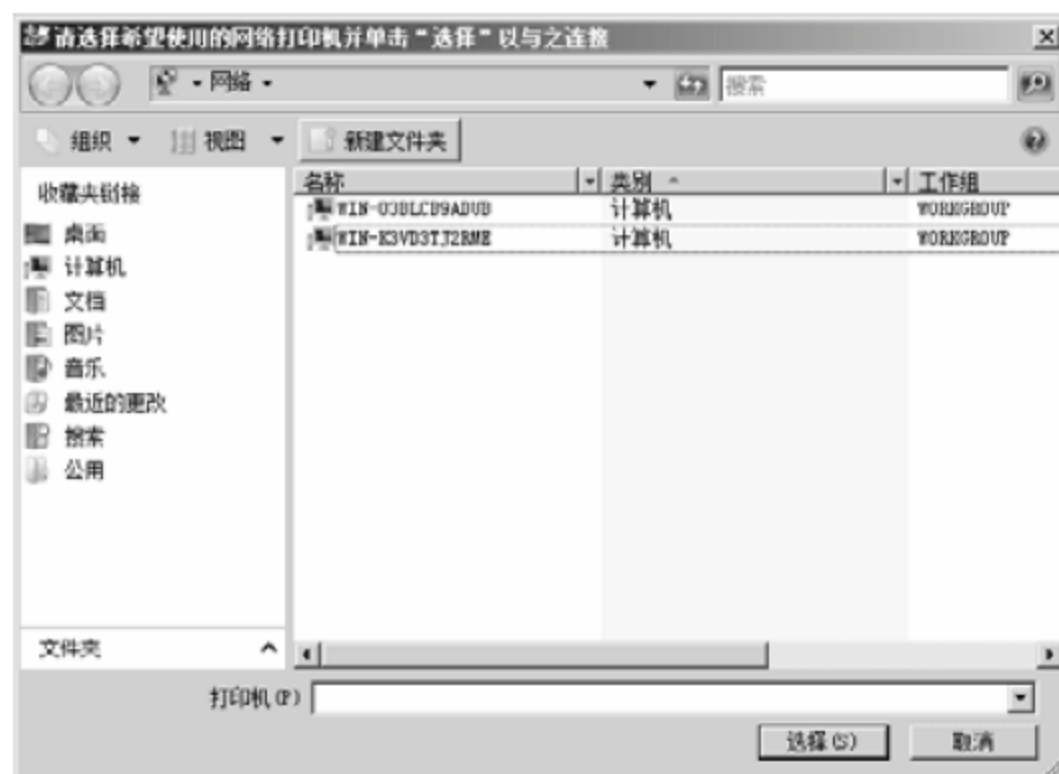 请选择希望使用的网络打印机并单击“选择”以与之连接
网络
搜索
组织 视图 新建文件夹
收藏夹链接
名称 类别 工作组
计算机 WORKGROUP
计算机 WORKGROUP
桌面
计算机
文档
图片
音乐
最近的更改
搜索
公用
文件夹
打印机(P)
选择(S) 取消